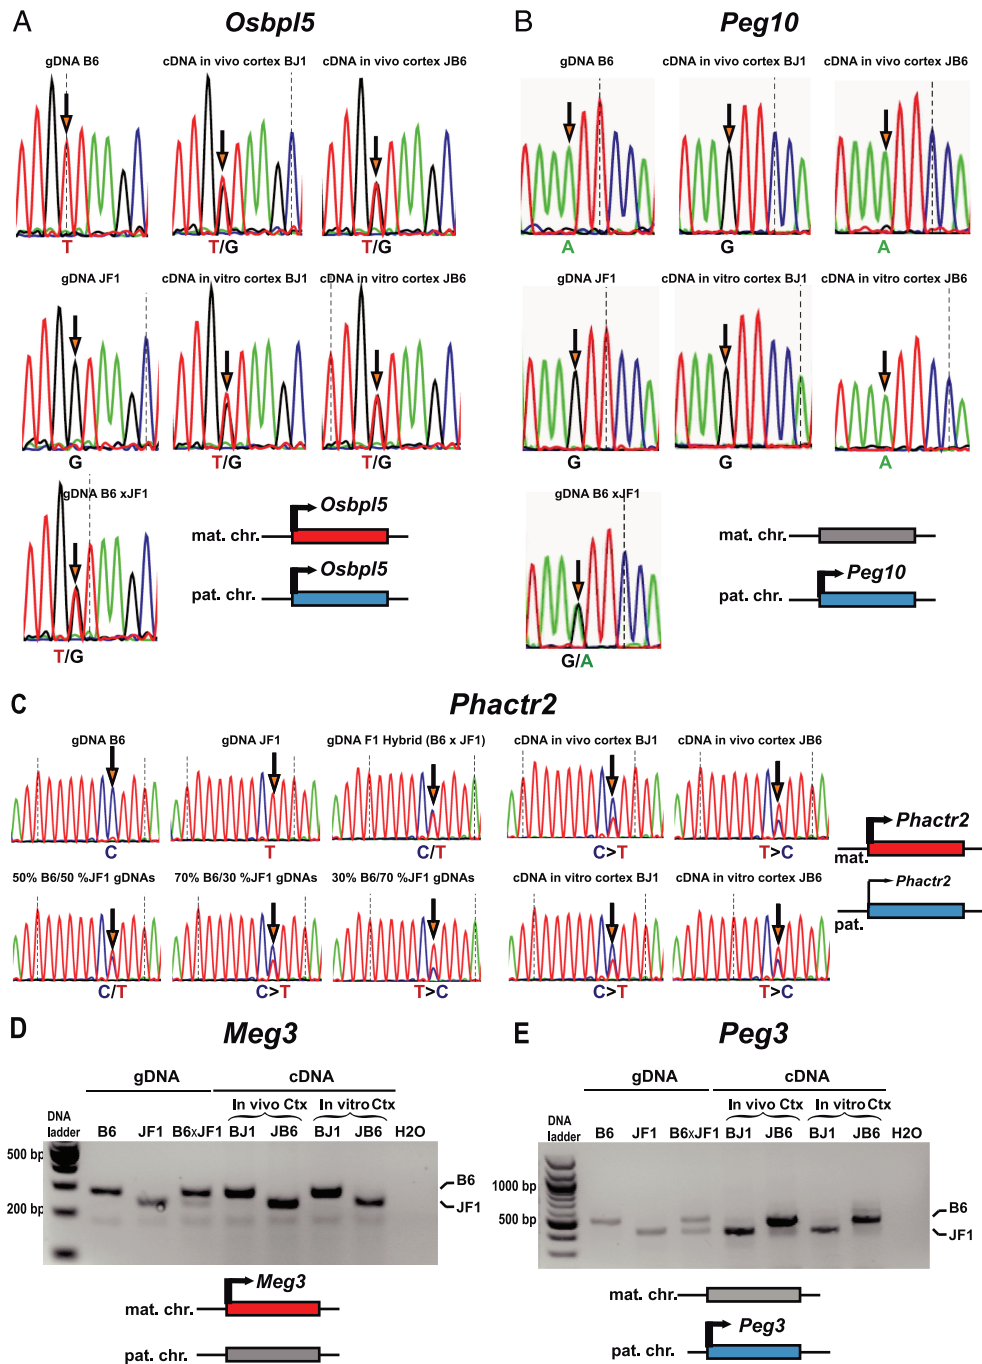 A Osbpl5
gDNA B6 cDNA in vivo cortex BJ1 cDNA in vivo cortex JB6
T T/G T/G
gDNA JF1 cDNA in vitro cortex BJ1 cDNA in vitro cortex JB6
G T/G T/G
gDNA B6 xJF1
T/G
Osbpl5
mat. chr.
Osbpl5
pat. chr.
B Peg10
gDNA B6 cDNA in vivo cortex BJ1 cDNA in vivo cortex JB6
A G A
gDNA JF1 cDNA in vitro cortex BJ1 cDNA in vitro cortex JB6
G G A
gDNA B6 xJF1
G/A
mat. chr.
Peg10
pat. chr.
C Phactr2
gDNA B6 gDNA JF1 gDNA F1 Hybrid (B6 x JF1) cDNA in vivo cortex BJ1 cDNA in vivo cortex JB6
C T C/T C>T T>C
50% B6/50 %JF1 gDNAs 70% B6/30 %JF1 gDNAs 30% B6/70 %JF1 gDNAs cDNA in vitro cortex BJ1 cDNA in vitro cortex JB6
C/T C>T T>C C>T T>C
Phactr2
mat.
Phactr2
pat.
D Meg3
gDNA cDNA
In vivo Ctx In vitro Ctx
DNA
ladder B6 JF1 B6xJF1 BJ1 JB6 BJ1 JB6 H2O
500 bp
B6
200 bp
JF1
Meg3
mat. chr.
pat. chr.
E Peg3
gDNA cDNA
In vivo Ctx In vitro Ctx
DNA
ladder B6 JF1 B6xJF1 BJ1 JB6 BJ1 JB6 H2O
1000 bp
B6
500 bp
JF1
mat. chr.
Peg3
pat. chr.